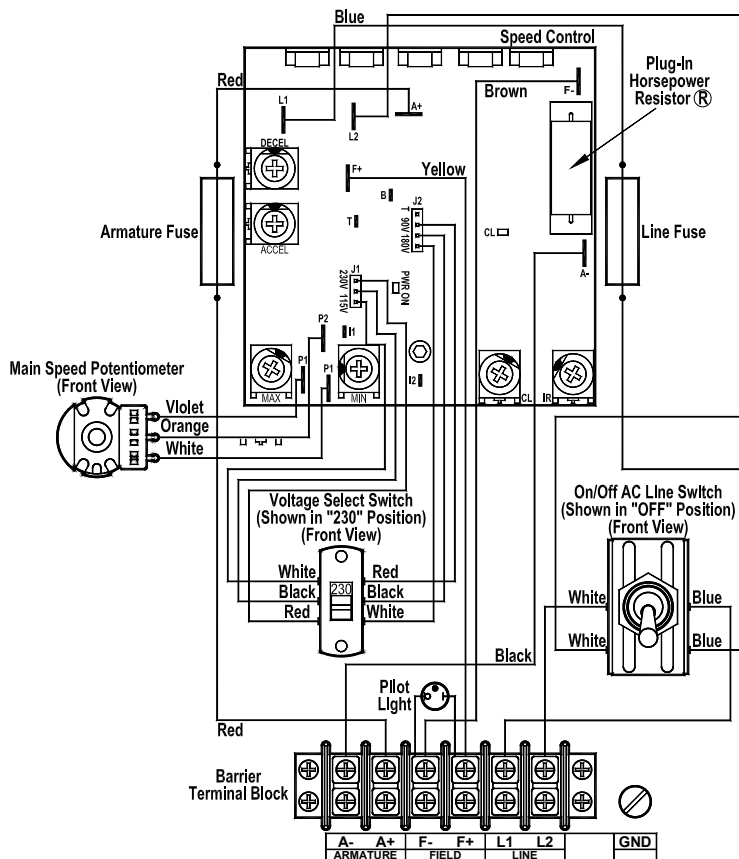 Blue
Speed Control
Plug-In
Horsepower
Resistor Ⓡ
Red
Brown
L1
L2
A+
F-
DECEL
F+
Yellow
B
J2
T
T 90V 180V
Armature Fuse
ACCEL
CL
Line Fuse
A-
J1
230V 115V
PWR ON
P2
I1
P1
P1
I2
MAX
MIN
CL
IR
Main Speed Potentiometer
(Front View)
Violet
Orange
White
Voltage Select Switch
(Shown in "230" Position)
(Front View)
On/Off AC Line Switch
(Shown in "OFF" Position)
(Front View)
White
Red
230
Black
Black
Red
White
White
Blue
White
Blue
Black
Pilot
Light
Red
Barrier
Terminal Block
A- A+ F- F+ L1 L2 GND
ARMATURE FIELD LINE